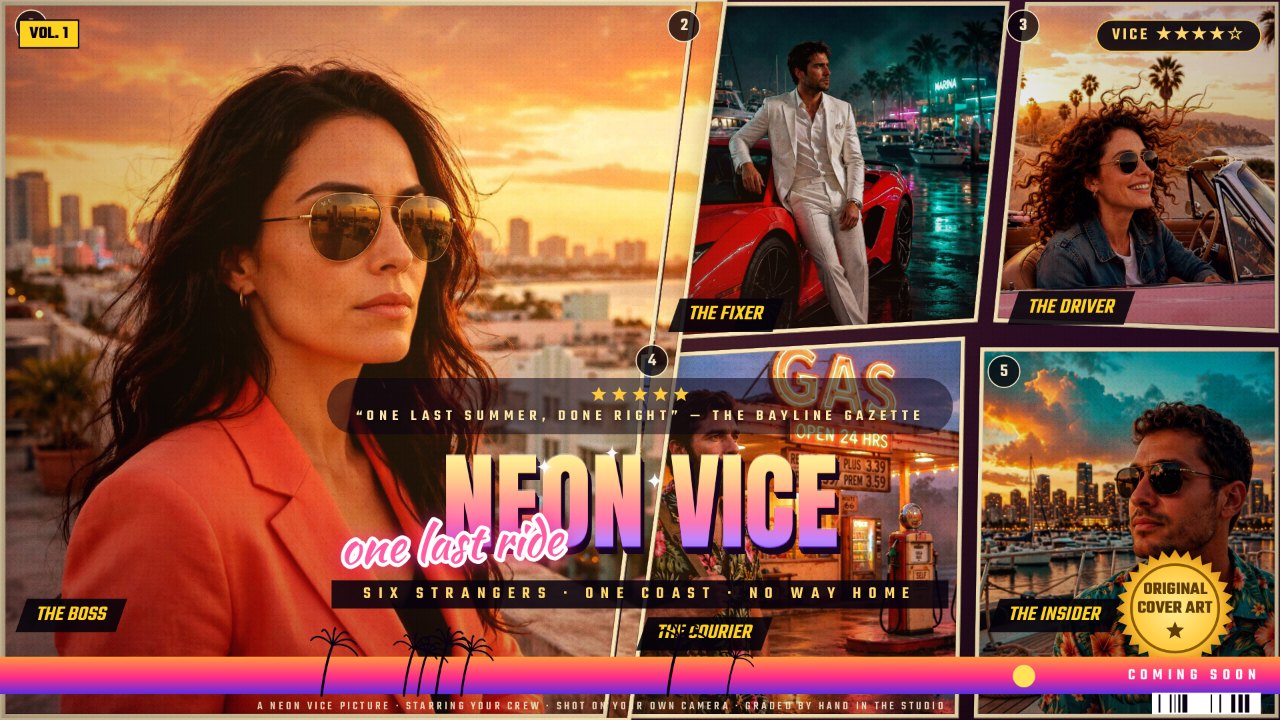 VOL. 1
2
3
VICE ★★★★☆
MARINA
THE FIXER
THE DRIVER
4
5
GAS
OPEN 24 HRS
PLUS 3.39
PREM 3.59
ROUTE
66
SELF
★★★★★
“ONE LAST SUMMER, DONE RIGHT” — THE BAYLINE GAZETTE
NEON VICE
one last ride
SIX STRANGERS · ONE COAST · NO WAY HOME
THE BOSS
THE COURIER
THE INSIDER
ORIGINAL
COVER ART
★
COMING SOON
A NEON VICE PICTURE · STARRING YOUR CREW · SHOT ON YOUR OWN CAMERA · GRADED BY HAND IN THE STUDIO